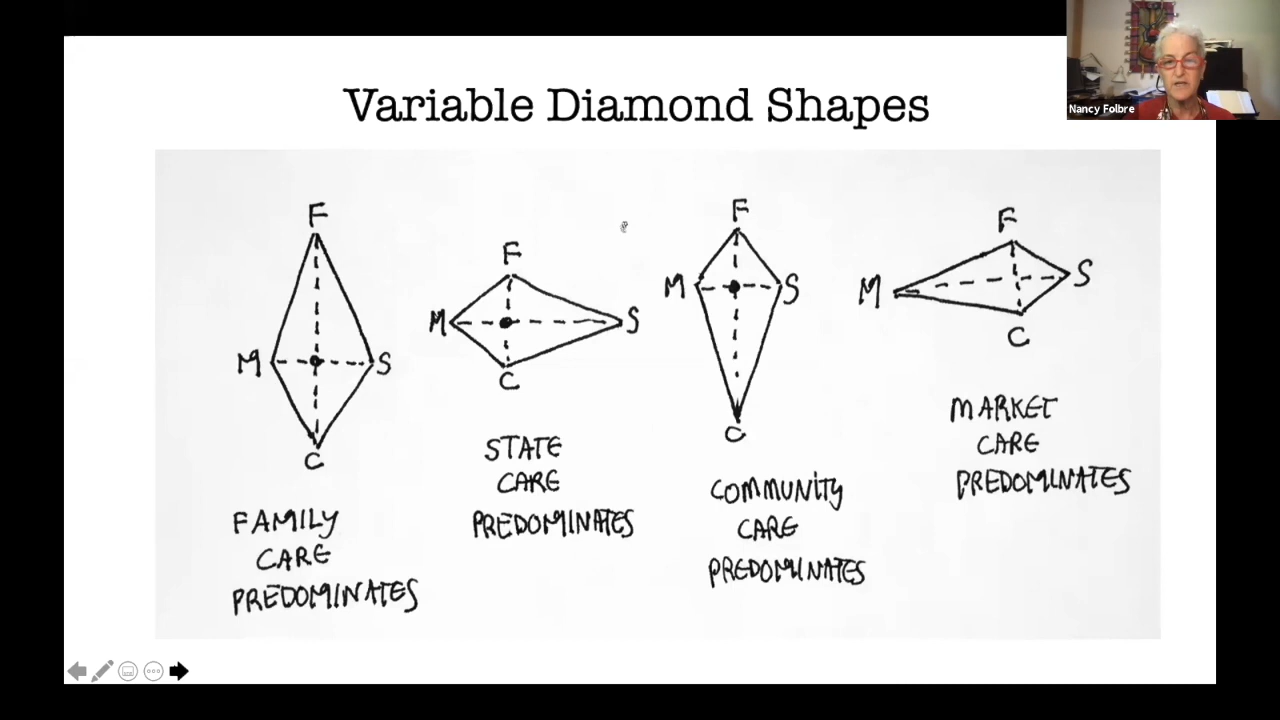 Variable Diamond Shapes
Nancy Folbre
F
M
S
C
FAMILY
CARE
PREDOMINATES
F
M
S
C
STATE
CARE
PREDOMINATES
F
M
S
C
COMMUNITY
CARE
PREDOMINATES
F
M
S
C
MARKET
CARE
PREDOMINATES